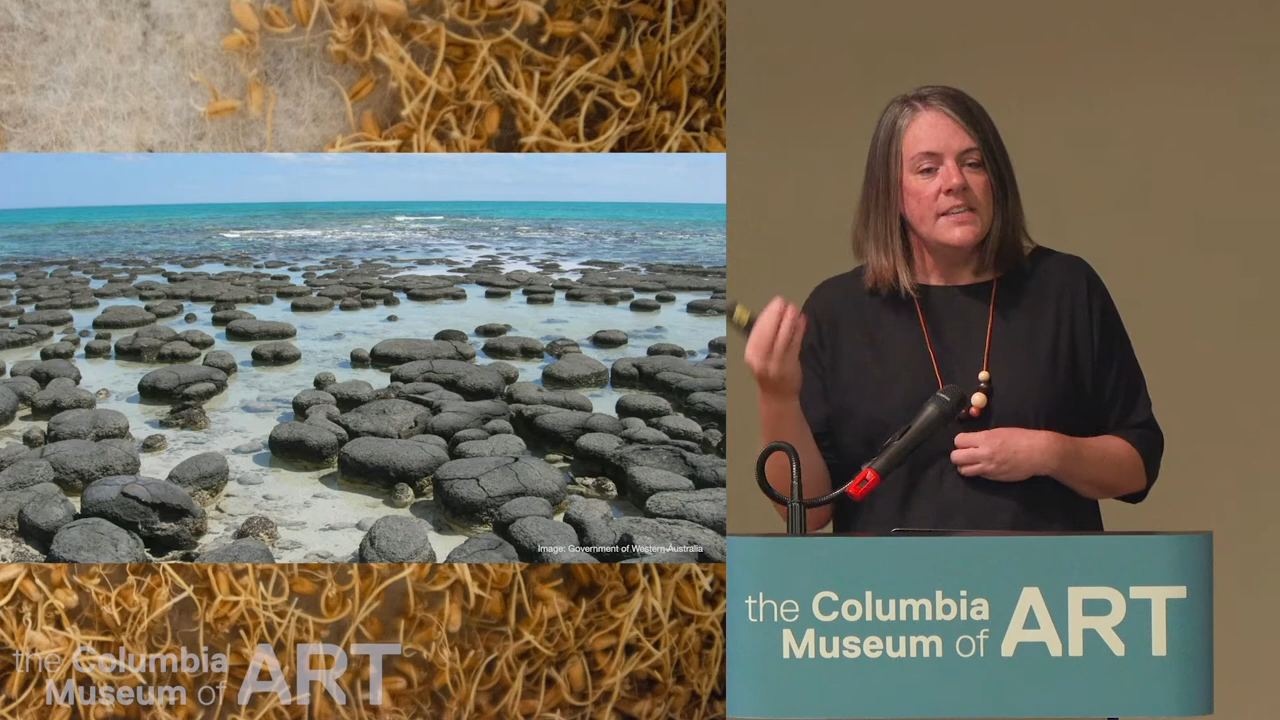 Image: Government of Western Australia
the Columbia
Museum of ART
the Columbia
Museum of ART